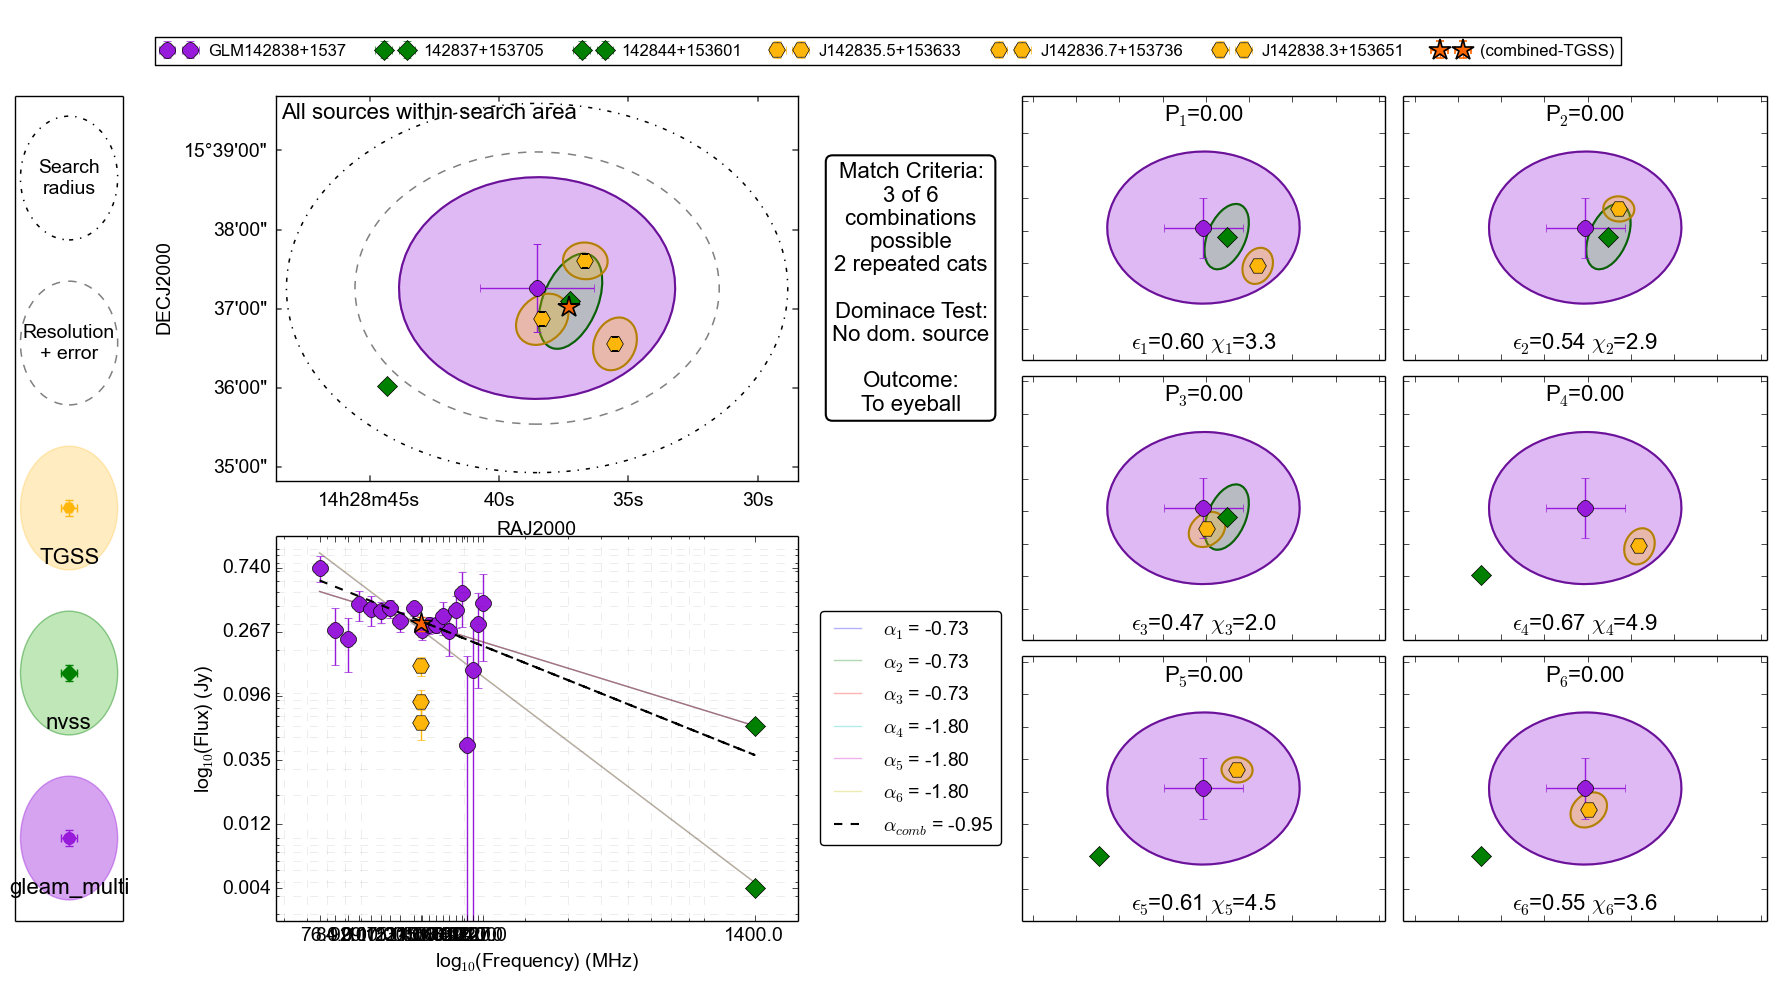 GLM142838+1537 142837+153705 142844+153601 J142835.5+153633 J142836.7+153736 J142838.3+153651 (combined-TGSS)
Search
radius
Resolution
+ error
TGSS
nvss
gleam_multi
All sources within search area
DECJ2000
15°39'00"
38'00"
37'00"
36'00"
35'00"
14h28m45s 40s 35s 30s
RAJ2000
Match Criteria:
3 of 6
combinations
possible
2 repeated cats
Dominace Test:
No dom. source
Outcome:
To eyeball
log10(Flux) (Jy)
0.740
0.267
0.096
0.035
0.012
0.004
1400.0
log10(Frequency) (MHz)
α1 = -0.73
α2 = -0.73
α3 = -0.73
α4 = -1.80
α5 = -1.80
α6 = -1.80
αcomb = -0.95
P1=0.00
ϵ1=0.60 χ1=3.3
P2=0.00
ϵ2=0.54 χ2=2.9
P3=0.00
ϵ3=0.47 χ3=2.0
P4=0.00
ϵ4=0.67 χ4=4.9
P5=0.00
ϵ5=0.61 χ5=4.5
P6=0.00
ϵ6=0.55 χ6=3.6